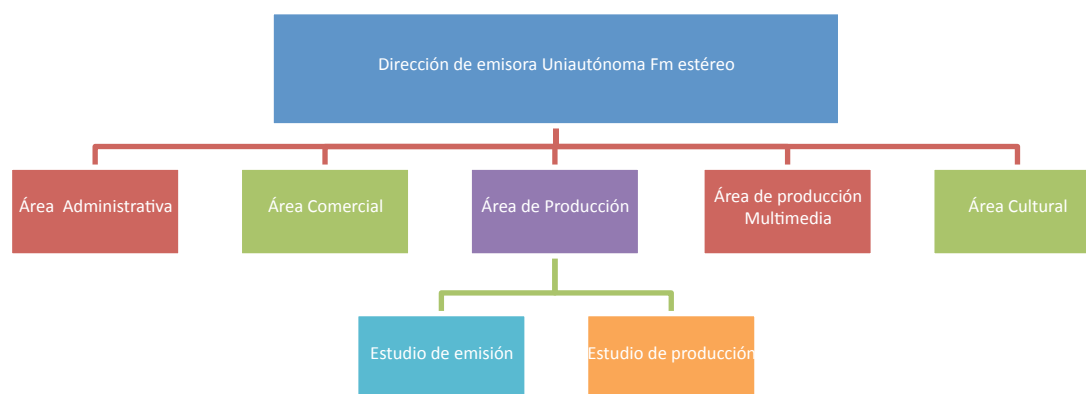 Dirección de emisora Uniautónoma Fm estéreo
Área Administrativa
Área Comercial
Área de Producción
Área de producción
Multimedia
Área Cultural
Estudio de emisión
Estudio de producción